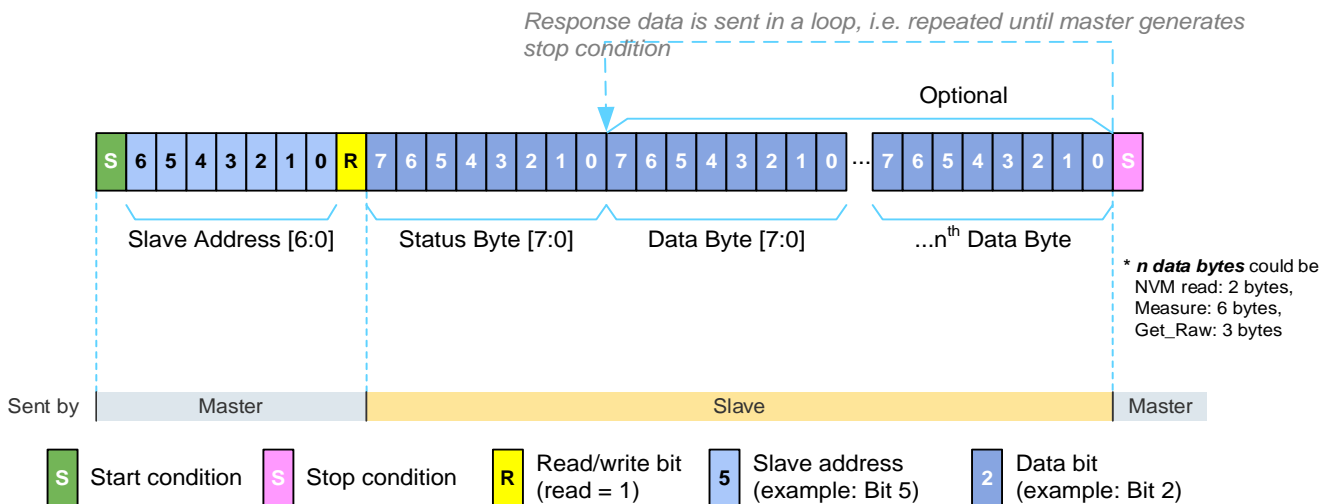 Response data is sent in a loop, i.e. repeated until master generates
stop condition
Optional
S 6 5 4 3 2 1 0 R 7 6 5 4 3 2 1 0 7 6 5 4 3 2 1 0 ... 7 6 5 4 3 2 1 0 S
Slave Address [6:0] Status Byte [7:0] Data Byte [7:0] ...nth Data Byte
* n data bytes could be
NVM read: 2 bytes,
Measure: 6 bytes,
Get_Raw: 3 bytes
Sent by Master Slave Master
S Start condition S Stop condition R Read/write bit
(read = 1) 5 Slave address
(example: Bit 5) 2 Data bit
(example: Bit 2)